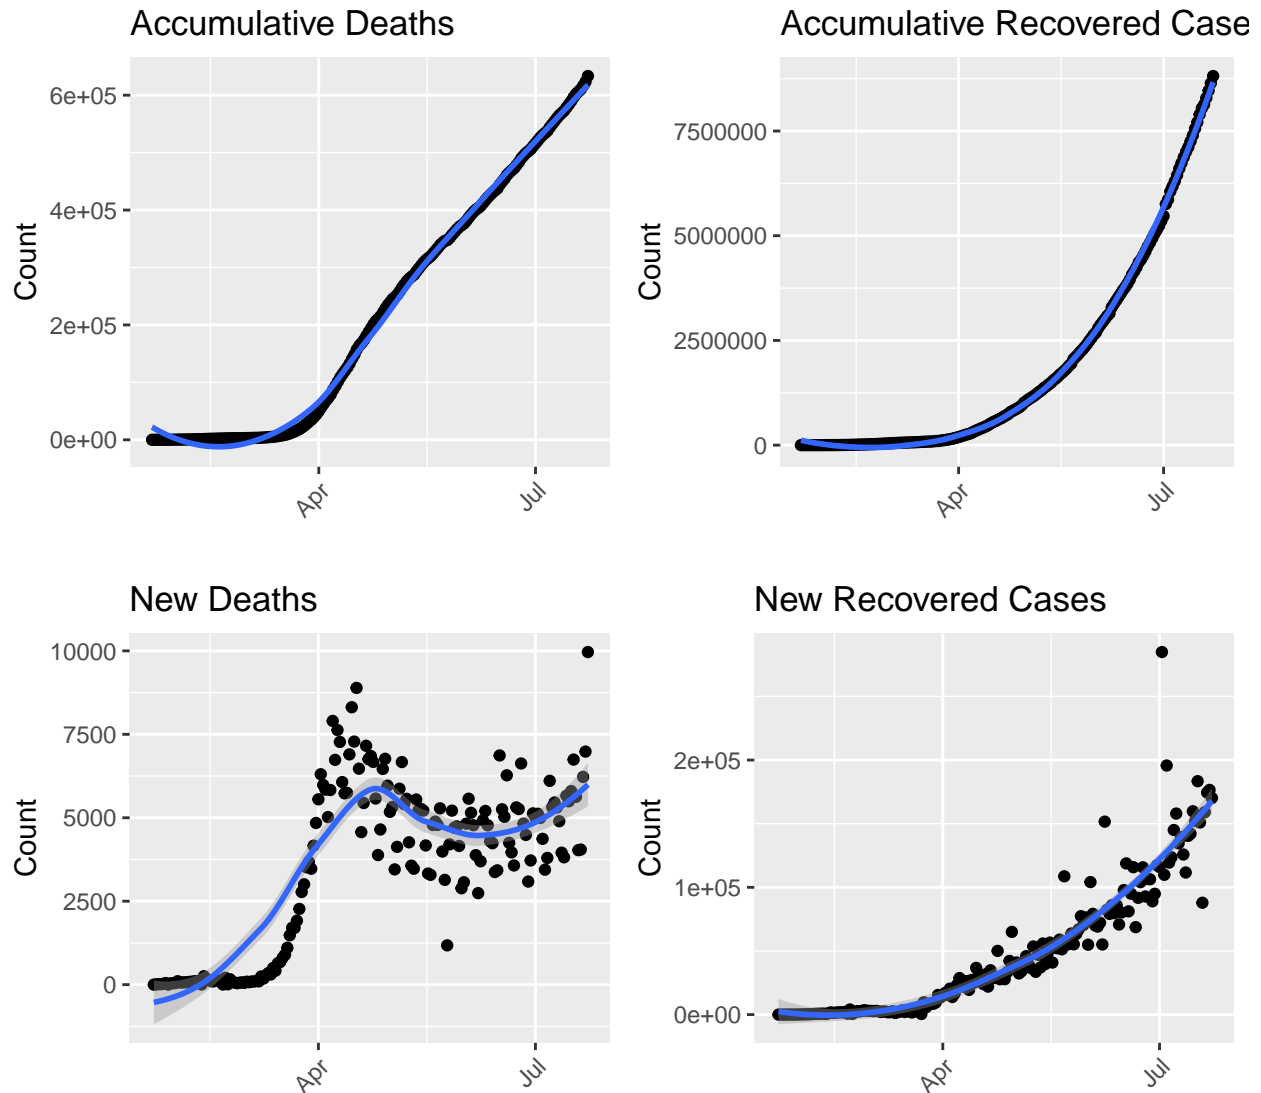 Accumulative Deaths
Count
6e+05
4e+05
2e+05
0e+00
Apr
Jul
Accumulative Recovered Case
Count
7500000
5000000
2500000
0
Apr
Jul
New Deaths
Count
10000
7500
5000
2500
0
Apr
Jul
New Recovered Cases
Count
2e+05
1e+05
0e+00
Apr
Jul